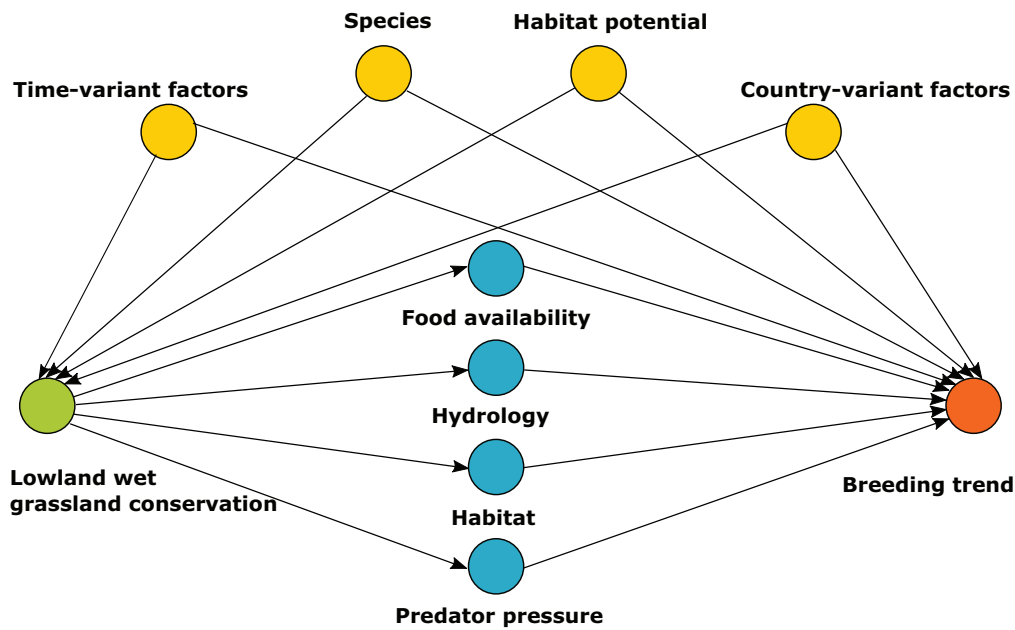 Species
Habitat potential
Time-variant factors
Country-variant factors
Food availability
Hydrology
Lowland wet
grassland conservation
Breeding trend
Habitat
Predator pressure